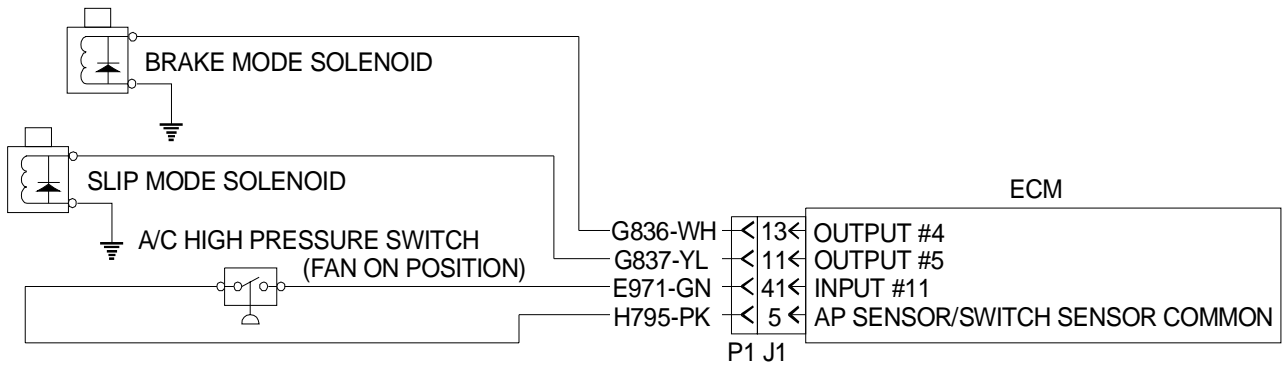 BRAKE MODE SOLENOID
SLIP MODE SOLENOID
ECM
A/C HIGH PRESSURE SWITCH
(FAN ON POSITION)
G836-WH 13 OUTPUT #4
G837-YL 11 OUTPUT #5
E971-GN 41 INPUT #11
H795-PK 5 AP SENSOR/SWITCH SENSOR COMMON
P1 J1